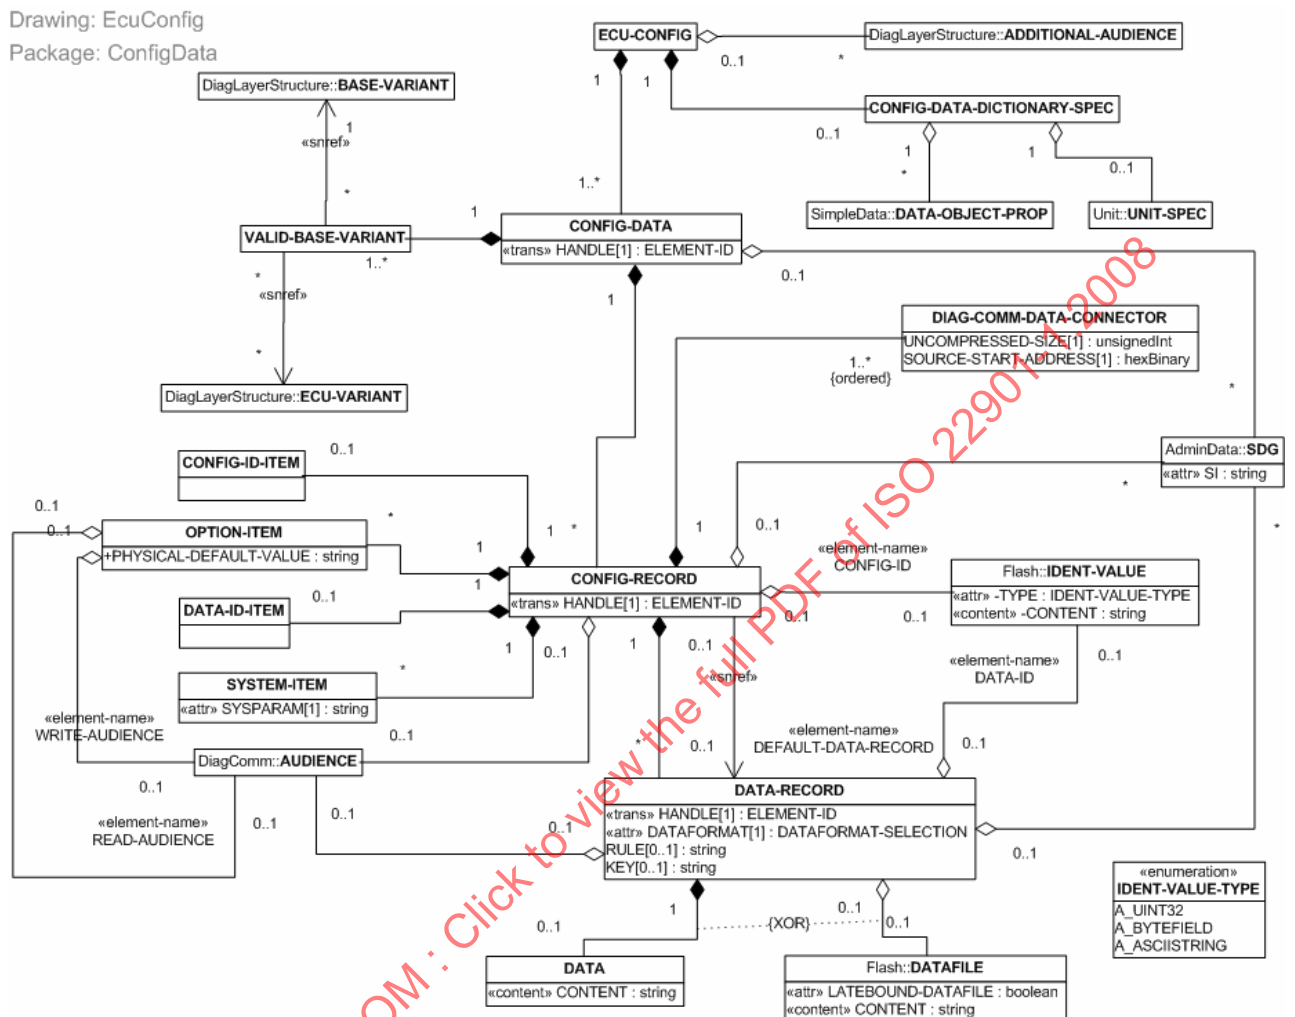 Drawing: EcuConfig
Package: ConfigData
ECU-CONFIG
DiagLayerStructure::ADDITIONAL-AUDIENCE
0..1
*
1
1
DiagLayerStructure::BASE-VARIANT
CONFIG-DATA-DICTIONARY-SPEC
1
«snref»
0..1
1
1
0..1
*
1..*
*
SimpleData::DATA-OBJECT-PROP
Unit::UNIT-SPEC
1
CONFIG-DATA
VALID-BASE-VARIANT
«trans» HANDLE[1] : ELEMENT-ID
1..*
0..1
*
«snref»
1
DIAG-COMM-DATA-CONNECTOR
UNCOMPRESSED-SIZE[1] : unsignedInt
SOURCE-START-ADDRESS[1] : hexBinary
*
1..*
{ordered}
*
DiagLayerStructure::ECU-VARIANT
0..1
CONFIG-ID-ITEM
AdminData::SDG
«attr» SI : string
*
0..1
*
1
*
1
0..1
*
0..1
OPTION-ITEM
+PHYSICAL-DEFAULT-VALUE : string
1
«element-name»
CONFIG-ID
CONFIG-RECORD
«trans» HANDLE[1] : ELEMENT-ID
1
Flash::IDENT-VALUE
«attr» -TYPE : IDENT-VALUE-TYPE
«content» -CONTENT : string
0..1
DATA-ID-ITEM
0..1
0..1
1
0..1
1
0..1
«element-name»
DATA-ID
0..1
*
SYSTEM-ITEM
«attr» SYSPARAM[1] : string
«snref»
«element-name»
WRITE-AUDIENCE
0..1
*
0..1
«element-name»
DEFAULT-DATA-RECORD
0..1
DiagComm::AUDIENCE
0..1
0..1
0..1
«element-name»
READ-AUDIENCE
0..1
DATA-RECORD
«trans» HANDLE[1] : ELEMENT-ID
«attr» DATAFORMAT[1] : DATAFORMAT-SELECTION
RULE[0..1] : string
KEY[0..1] : string
0..1
«enumeration»
IDENT-VALUE-TYPE
A_UINT32
A_BYTEFIELD
A_ASCIISTRING
1
0..1
0..1
{XOR}
0..1
DATA
«content» CONTENT : string
Flash::DATAFILE
«attr» LATEBOUND-DATAFILE : boolean
«content» CONTENT : string
OM : Click to view the full PDF of ISO 22901-1:2008